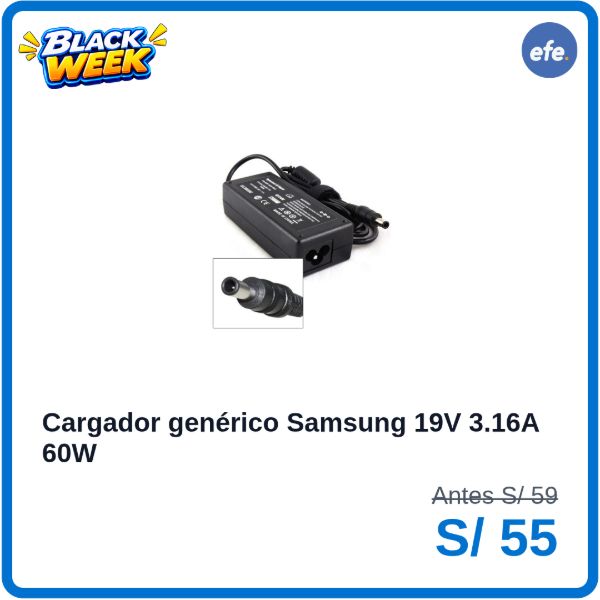 BLACK
WEEK
efe.
Cargador genérico Samsung 19V 3.16A
60W
Antes S/ 59
S/ 55